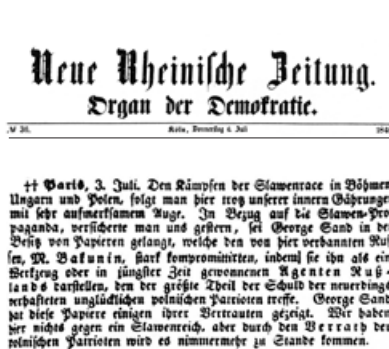 Neue Rheinische Zeitung.
Organ der Demokratie.
№ 36. Köln, Donnerstag 6. Juli 184
†† Paris, 3. Juli. Den Kämpfen der Slawenrace in Böhmen
Ungarn und Polen, folgt man hier trotz unserer innern Gährungen
mit sehr aufmerksamem Auge. In Bezug auf die Slawen-Pro
paganda, versicherte man uns gestern, sei George Sand in den
Besitz von Papieren gelangt, welche den von hier verbannten Rus
sen, M. Bakunin, stark kompromittirten, indem sie ihn als ein
Werkzeug oder in jüngster Zeit gewonnenen Agenten Ruß-
lands darstellen, den der größte Theil der Schuld der neuerdings
verhafteten unglücklichen polnischen Patrioten treffe. George Sand
hat diese Papiere einigen ihrer Vertrauten gezeigt. Wir haben
hier nichts gegen ein Slawenreich, aber durch den Verrath der
polnischen Patrioten wird es nimmermehr zu Stande kommen.